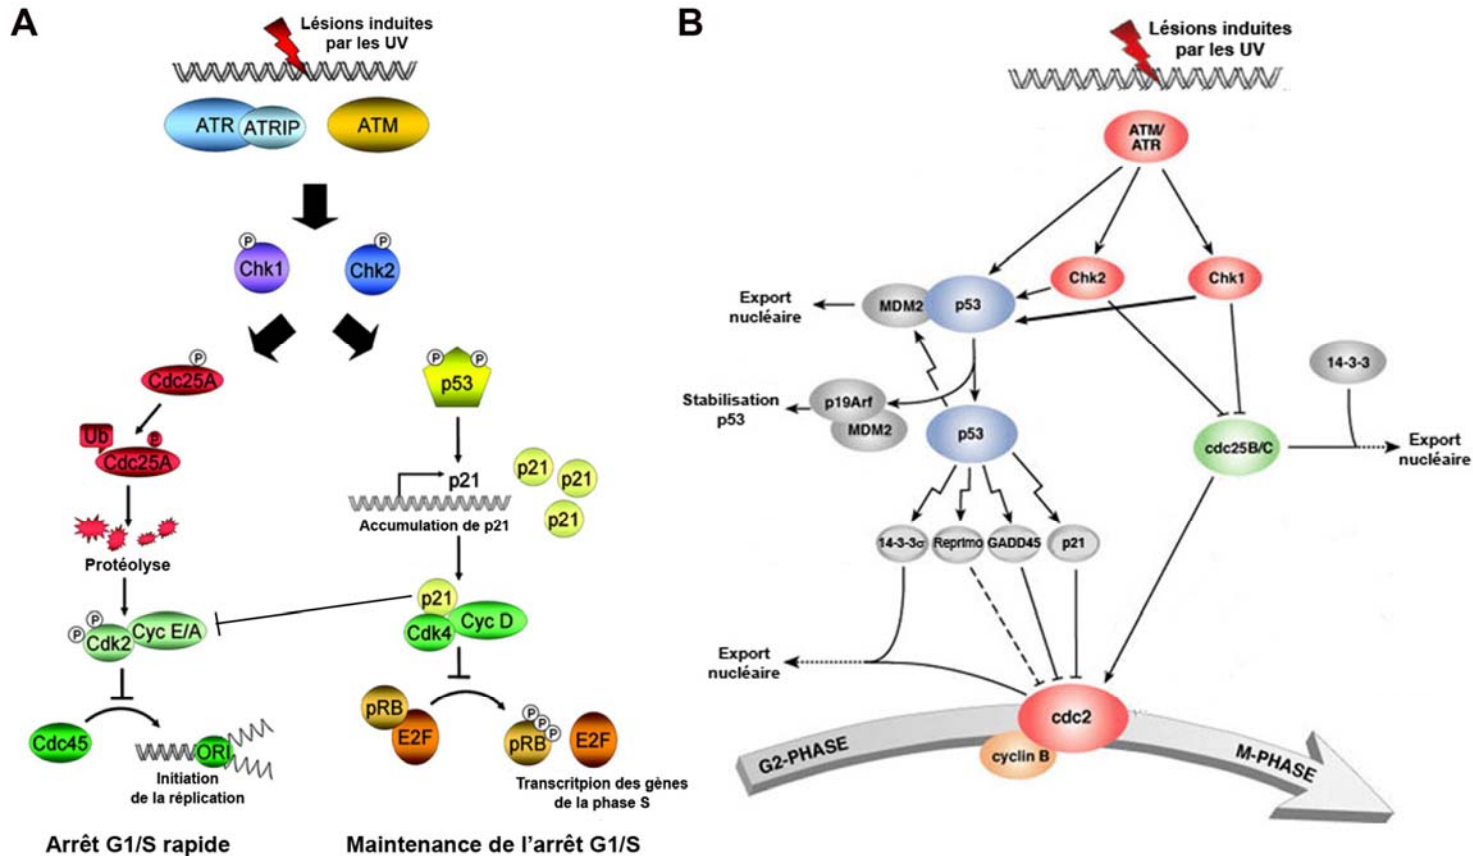 A
Lésions induites
par les UV
ATR
ATRIP
ATM
P
P
Chk1
Chk2
P
Cdc25A
P
P
p53
Ub
P
Cdc25A
p21
p21
p21
p21
Accumulation de p21
Protéolyse
P
P
Cdk2
Cyc E/A
p21
Cdk4
Cyc D
Cdc45
ORI
Initiation
de la réplication
pRB
E2F
P
P
P
pRB
E2F
Transcritpion des gènes
de la phase S
Arrêt G1/S rapide
Maintenance de l'arrêt G1/S
B
Lésions induites
par les UV
ATM/
ATR
Chk2
Chk1
Export
nucléaire
MDM2
p53
14-3-3
Stabilisation
p53
p19Arf
MDM2
p53
cdc25B/C
Export
nucléaire
14-3-3σ
Reprimo
GADD45
p21
Export
nucléaire
cdc2
cyclin B
G2-PHASE
M-PHASE